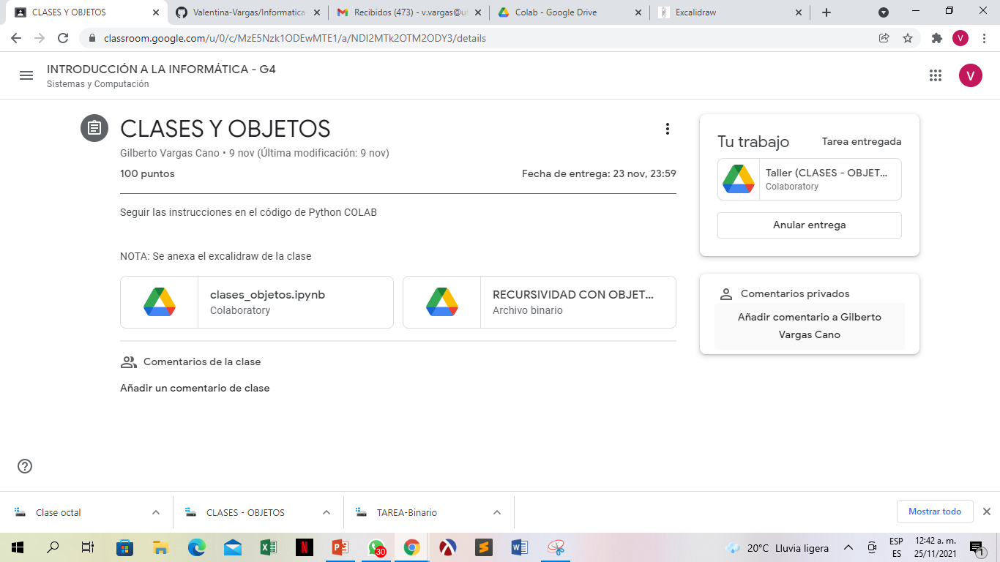 CLASES Y OBJETOS
Valentina-Vargas/Informatica-
Recibidos (473) - v.vargas@ut
Colab - Google Drive
Excalidraw
classroom.google.com/u/0/c/MzE5Nzk1ODEwMTE1/a/NDI2MTk2OTM2ODY3/details
V
INTRODUCCIÓN A LA INFORMÁTICA - G4
Sistemas y Computación
V
CLASES Y OBJETOS
Gilberto Vargas Cano • 9 nov (Última modificación: 9 nov)
100 puntos
Fecha de entrega: 23 nov, 23:59
Seguir las instrucciones en el código de Python COLAB
NOTA: Se anexa el excalidraw de la clase
clases_objetos.ipynb
Colaboratory
RECURSIVIDAD CON OBJET...
Archivo binario
Comentarios de la clase
Añadir un comentario de clase
Tu trabajo
Tarea entregada
Taller (CLASES - OBJET...
Colaboratory
Anular entrega
Comentarios privados
Añadir comentario a Gilberto
Vargas Cano
Clase octal
CLASES - OBJETOS
TAREA-Binario
Mostrar todo
30
20°C Lluvia ligera
ESP
ES
12:42 a. m.
25/11/2021
1